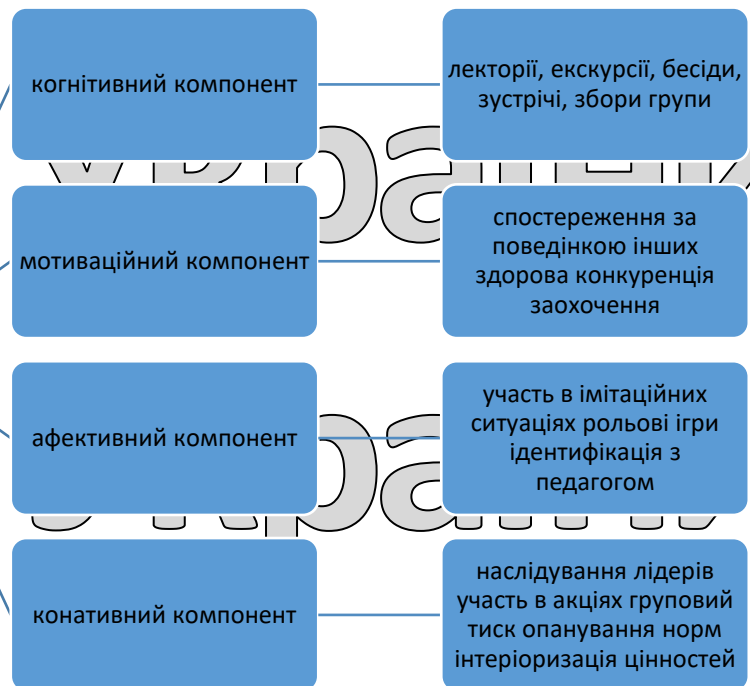 когнітивний компонент
лекторії, екскурсії, бесіди,
зустрічі, збори групи
мотиваційний компонент
спостереження за
поведінкою інших
здорова конкуренція
заохочення
афективний компонент
участь в імітаційних
ситуаціях рольові ігри
ідентифікація з
педагогом
конативний компонент
наслідування лідерів
участь в акціях груповий
тиск опанування норм
інтеріоризація цінностей